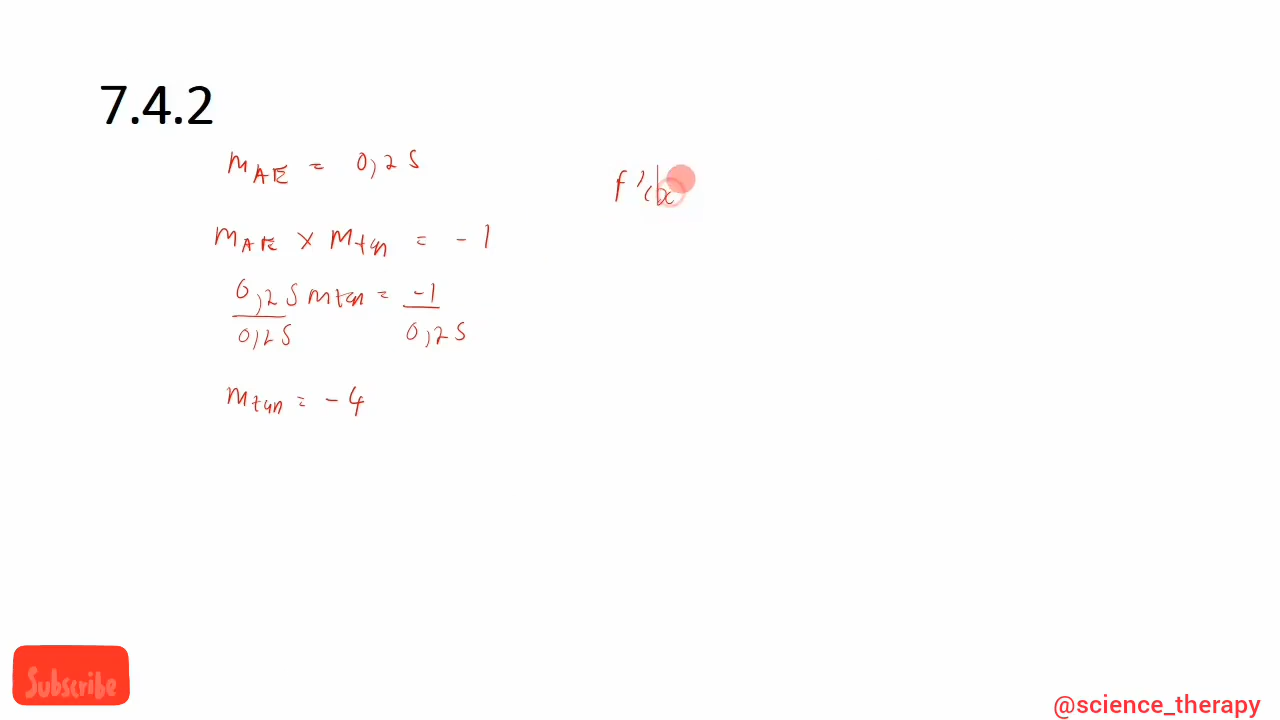 7.4.2
m_AE = 0,25
m_AE × m_tan = -1
0,25 m_tan / 0,25 = -1 / 0,25
m_tan = -4
f'(x
Subscribe
@science_therapy